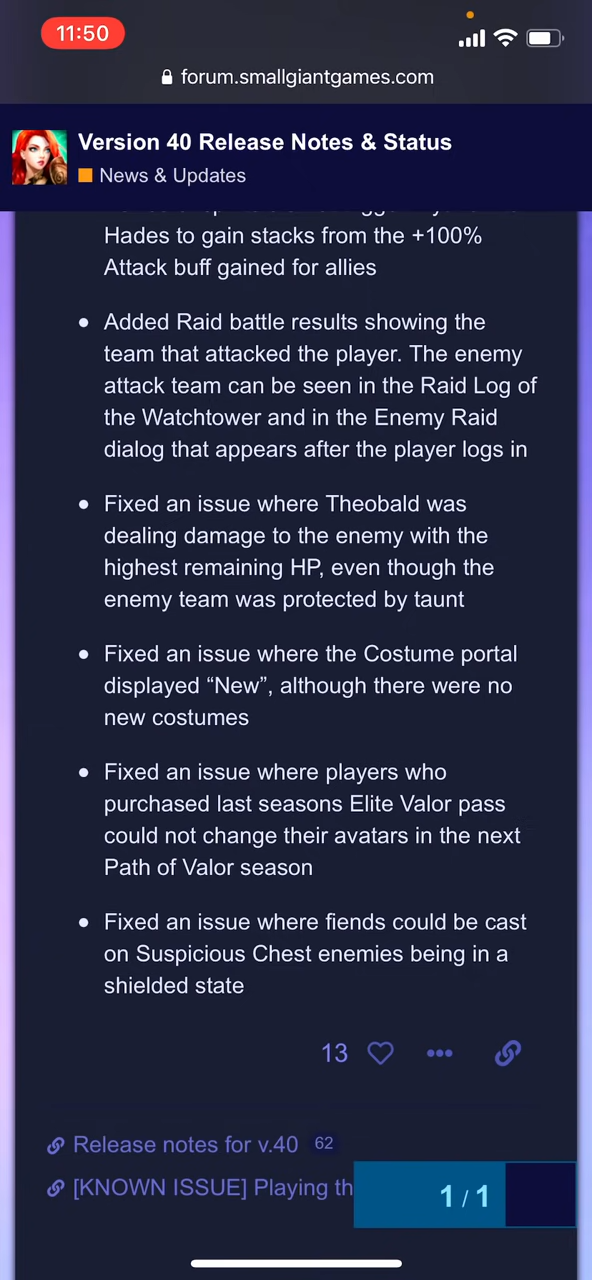 11:50
forum.smallgiantgames.com
Version 40 Release Notes & Status
News & Updates
Hades to gain stacks from the +100%
Attack buff gained for allies
Added Raid battle results showing the
team that attacked the player. The enemy
attack team can be seen in the Raid Log of
the Watchtower and in the Enemy Raid
dialog that appears after the player logs in
Fixed an issue where Theobald was
dealing damage to the enemy with the
highest remaining HP, even though the
enemy team was protected by taunt
Fixed an issue where the Costume portal
displayed “New”, although there were no
new costumes
Fixed an issue where players who
purchased last seasons Elite Valor pass
could not change their avatars in the next
Path of Valor season
Fixed an issue where fiends could be cast
on Suspicious Chest enemies being in a
shielded state
13
Release notes for v.40 62
[KNOWN ISSUE] Playing th
1 / 1